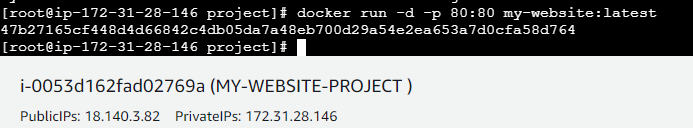 [root@ip-172-31-28-146 project]# docker run -d -p 80:80 my-website:latest
47b27165cf448d4d66842c4db05da7a48eb700d29a54e2ea653a7d0cfa58d764
[root@ip-172-31-28-146 project]#
i-0053d162fad02769a (MY-WEBSITE-PROJECT )
PublicIPs: 18.140.3.82 PrivateIPs: 172.31.28.146